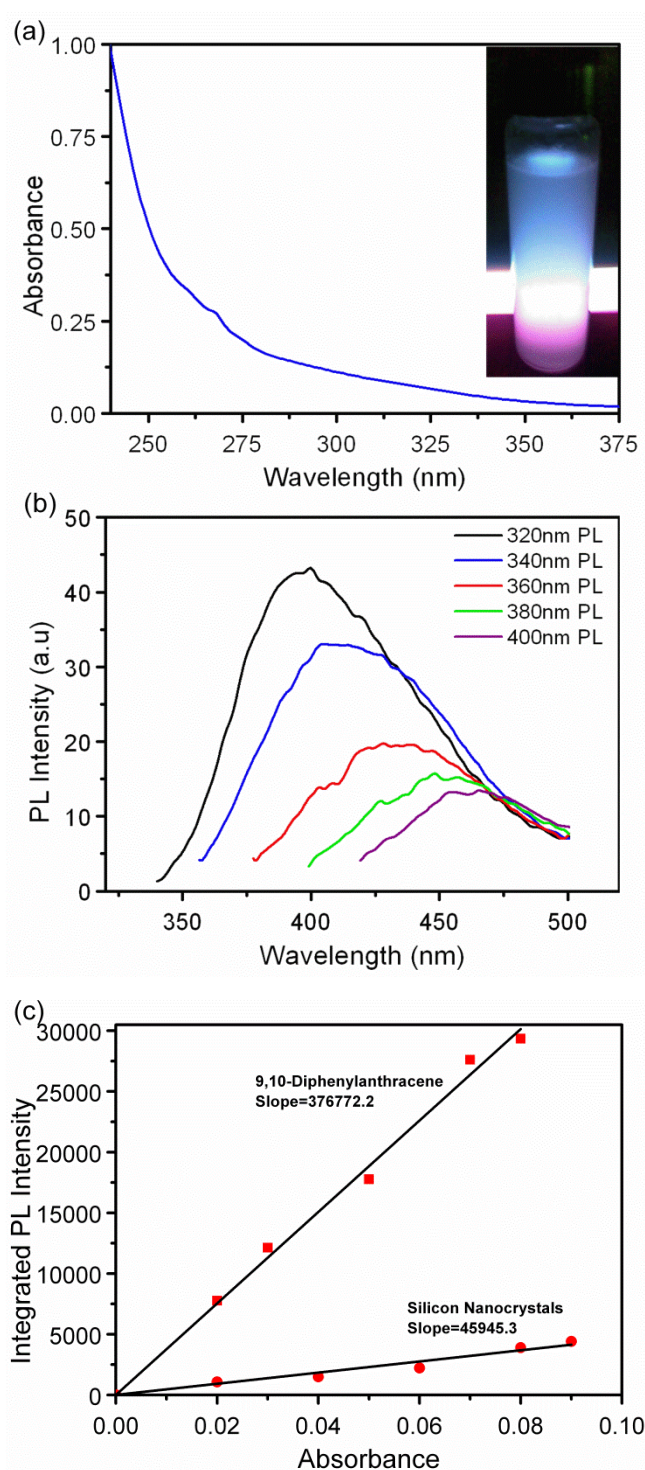 (a)
1.00
0.75
0.50
0.25
0.00
Absorbance
250 275 300 325 350 375
Wavelength (nm)
(b)
50
40
30
20
10
0
PL Intensity (a.u)
320nm PL
340nm PL
360nm PL
380nm PL
400nm PL
350 400 450 500
Wavelength (nm)
(c)
30000
25000
20000
15000
10000
5000
0
Integrated PL Intensity
9,10-Diphenylanthracene
Slope=376772.2
Silicon Nanocrystals
Slope=45945.3
0.00 0.02 0.04 0.06 0.08 0.10
Absorbance